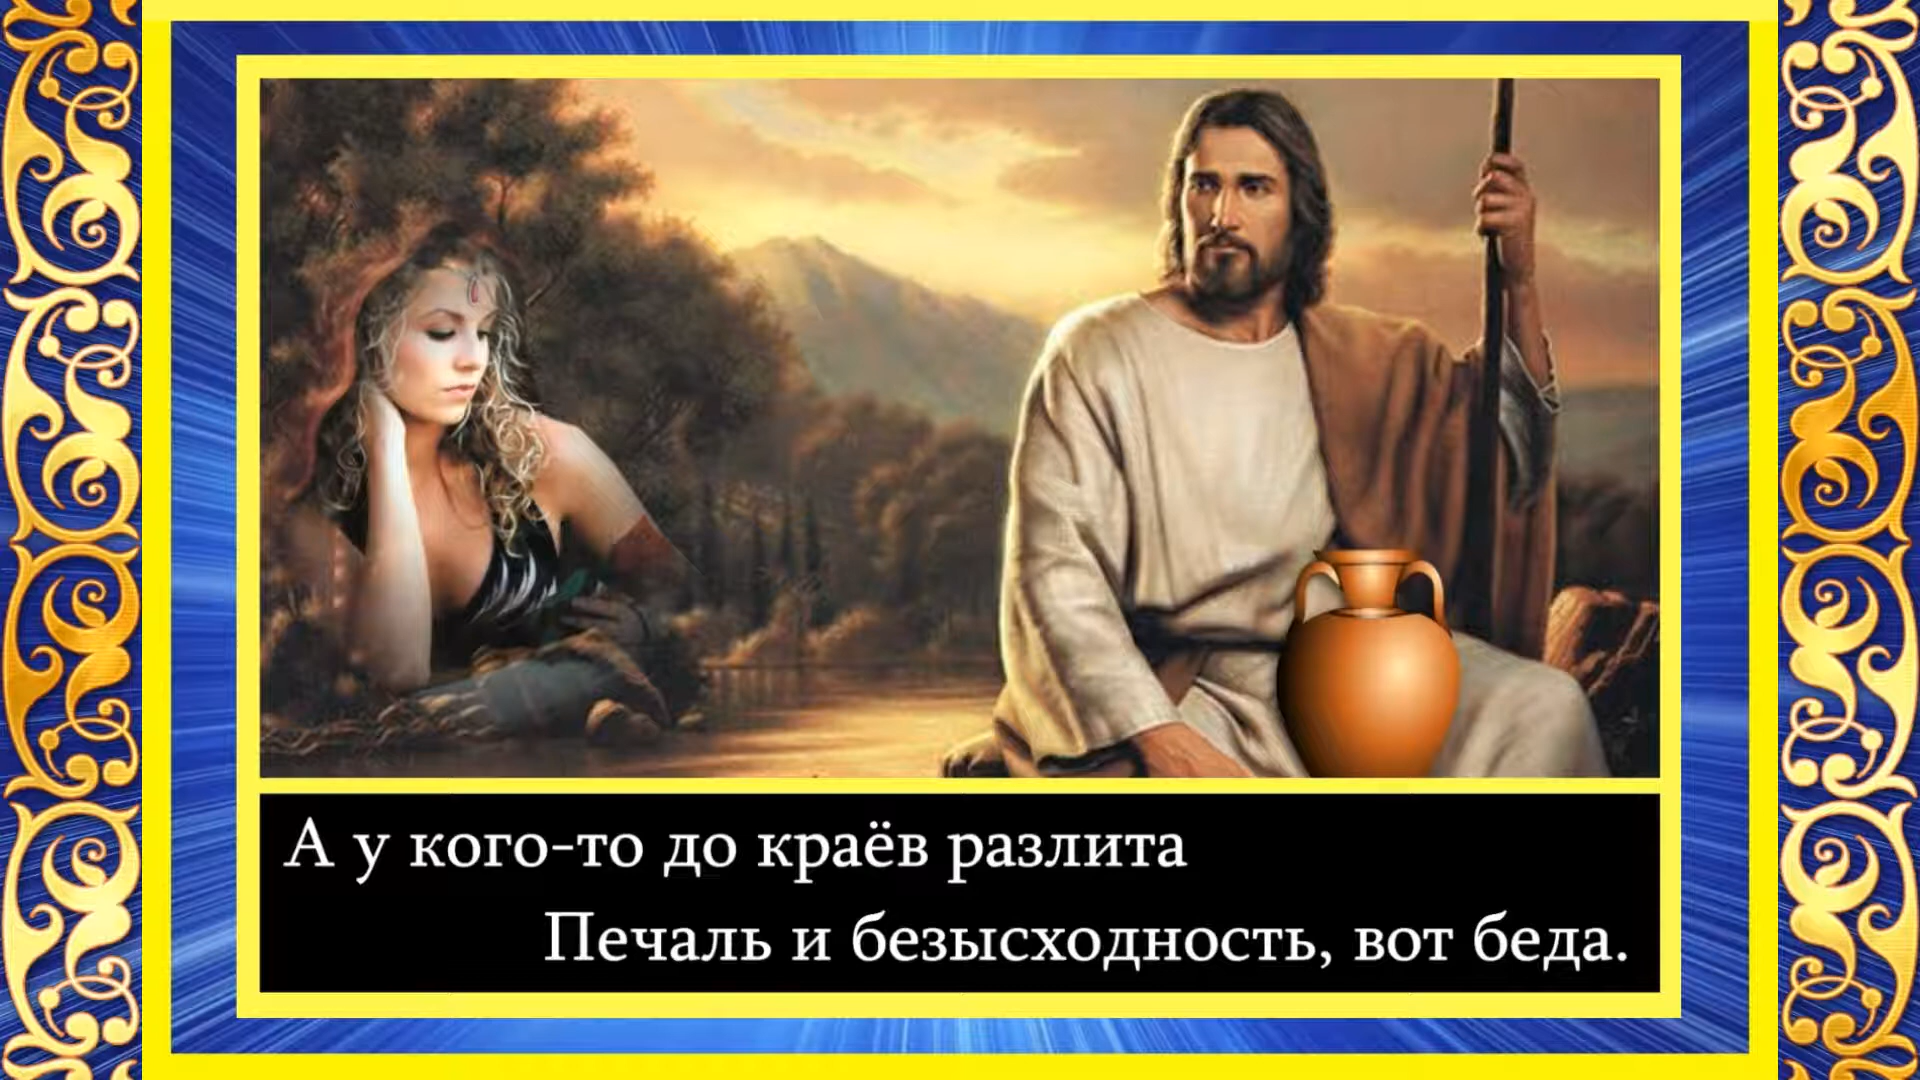 А у кого-то до краёв разлита
Печаль и безысходность, вот беда.